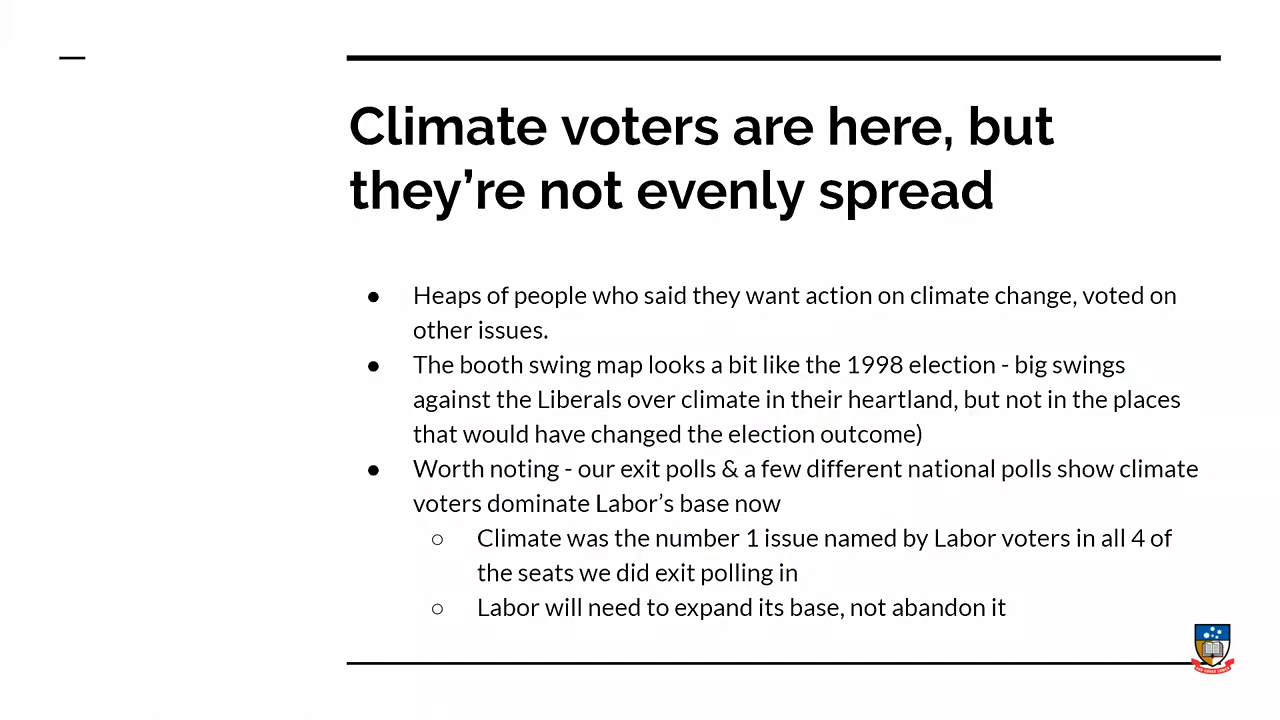 Climate voters are here, but
they’re not evenly spread
● Heaps of people who said they want action on climate change, voted on
other issues.
● The booth swing map looks a bit like the 1998 election - big swings
against the Liberals over climate in their heartland, but not in the places
that would have changed the election outcome)
● Worth noting - our exit polls & a few different national polls show climate
voters dominate Labor’s base now
○ Climate was the number 1 issue named by Labor voters in all 4 of
the seats we did exit polling in
○ Labor will need to expand its base, not abandon it